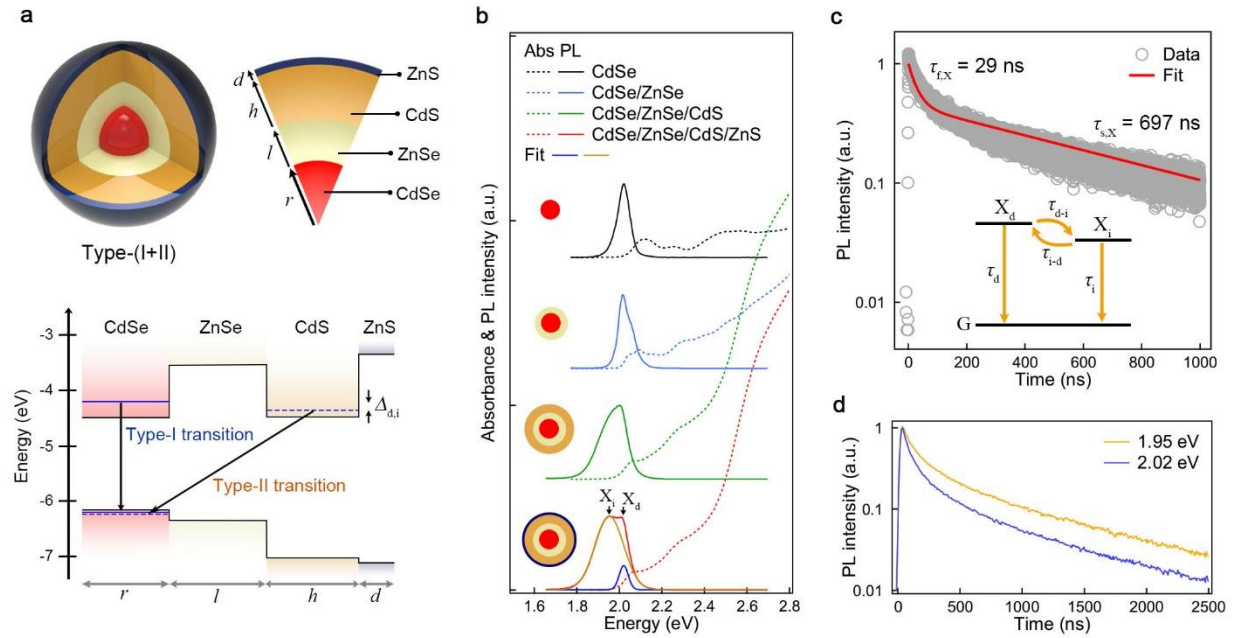 a
ZnS
CdS
ZnSe
CdSe
d
h
l
r
Type-(I+II)
CdSe ZnSe CdS ZnS
Energy (eV)
-3
-4
-5
-6
-7
Δd,i
Type-I transition
Type-II transition
r l h d
b
Absorbance & PL intensity (a.u.)
Abs PL
CdSe
CdSe/ZnSe
CdSe/ZnSe/CdS
CdSe/ZnSe/CdS/ZnS
Fit
Xi Xd
1.6 1.8 2.0 2.2 2.4 2.6 2.8
Energy (eV)
c
PL intensity (a.u.)
1
0.1
0.01
τf,X = 29 ns
Data
Fit
τs,X = 697 ns
Xd τd-i Xi
τi-d
τd τi
G
0 200 400 600 800 1000
Time (ns)
d
PL intensity (a.u.)
1
0.1
0.01
1.95 eV
2.02 eV
0 500 1000 1500 2000 2500
Time (ns)